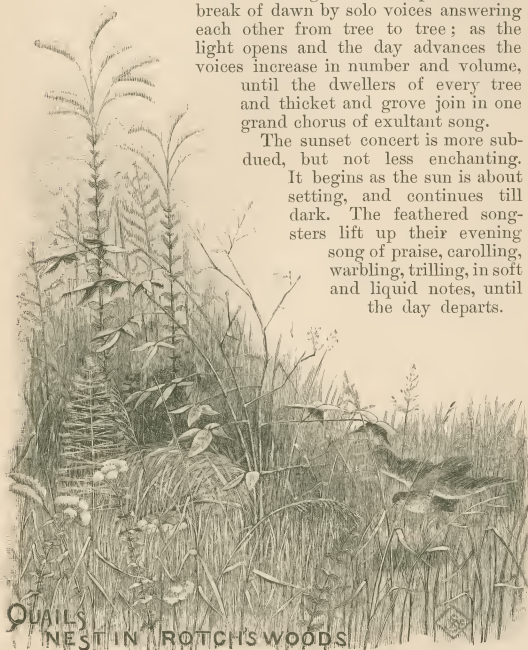 break of dawn by solo voices answering
each other from tree to tree; as the
light opens and the day advances the
voices increase in number and volume,
until the dwellers of every tree
and thicket and grove join in one
grand chorus of exultant song.
The sunset concert is more sub-
dued, but not less enchanting.
It begins as the sun is about
setting, and continues till
dark. The feathered song-
sters lift up their evening
song of praise, carolling,
warbling, trilling, in soft
and liquid notes, until
the day departs.
QUAILS
NEST IN ROTCH'S WOODS